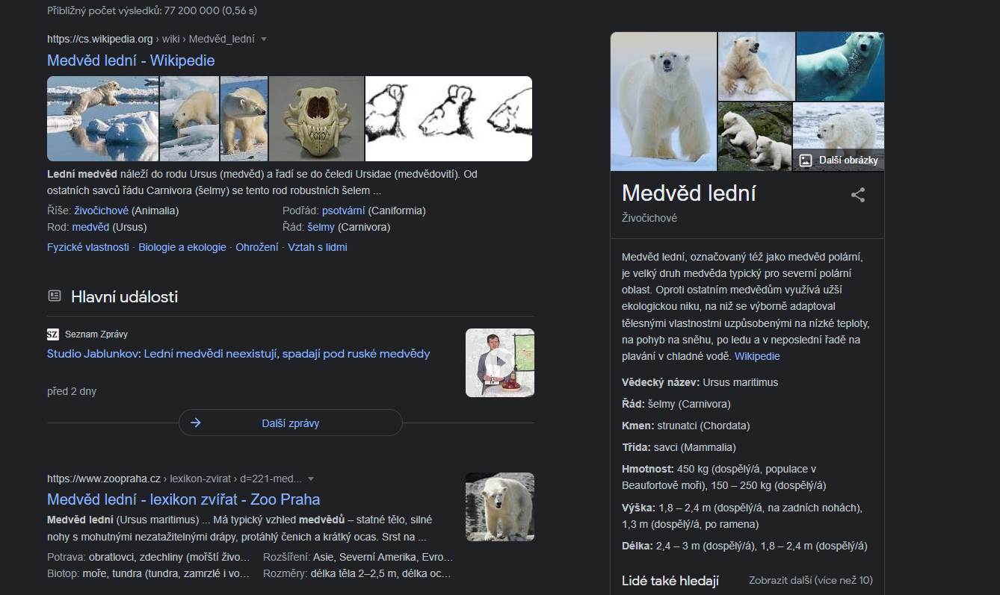 Přibližný počet výsledků: 77 200 000 (0,56 s)
https://cs.wikipedia.org › wiki › Medvěd_lední
Medvěd lední - Wikipedie
Lední medvěd náleží do rodu Ursus (medvěd) a řadí se do čeledi Ursidae (medvědovití). Od
ostatních savců řádu Carnivora (šelmy) se tento rod robustních šelem ...
Říše: živočichové (Animalia)
Podřád: psotvární (Caniformia)
Rod: medvěd (Ursus)
Řád: šelmy (Carnivora)
Fyzické vlastnosti · Biologie a ekologie · Ohrožení · Vztah s lidmi
Hlavní události
SZ Seznam Zprávy
Studio Jablunkov: Lední medvědi neexistují, spadají pod ruské medvědy
před 2 dny
Další zprávy
https://www.zoopraha.cz › lexikon-zvirat › d=221-med...
Medvěd lední - lexikon zvířat - Zoo Praha
Medvěd lední (Ursus maritimus) ... Má typický vzhled medvědů – statné tělo, silné
nohy s mohutnými nezatažitelnými drápy, protáhlý čenich a krátký ocas. Srst na ...
Potrava: obratlovci, zdechliny (mořští živo...
Rozšíření: Asie, Severní Amerika, Evro...
Biotop: moře, tundra (tundra, zamrzlé i vo...
Rozměry: délka těla 2–2,5 m, délka oc...
Další obrázky
Medvěd lední
Živočichové
Medvěd lední, označovaný též jako medvěd polární,
je velký druh medvěda typický pro severní polární
oblast. Oproti ostatním medvědům využívá užší
ekologickou niku, na niž se výborně adaptoval
tělesnými vlastnostmi uzpůsobenými na nízké teploty,
na pohyb na sněhu, po ledu a v neposlední řadě na
plavání v chladné vodě. Wikipedie
Vědecký název: Ursus maritimus
Řád: šelmy (Carnivora)
Kmen: strunatci (Chordata)
Třída: savci (Mammalia)
Hmotnost: 450 kg (dospělý/á, populace v
Beaufortově moři), 150 – 250 kg (dospělý/á)
Výška: 1,8 – 2,4 m (dospělý/á, na zadních nohách),
1,3 m (dospělý/á, po ramena)
Délka: 2,4 – 3 m (dospělý/á), 1,8 – 2,4 m (dospělý/á)
Lidé také hledají
Zobrazit další (více než 10)